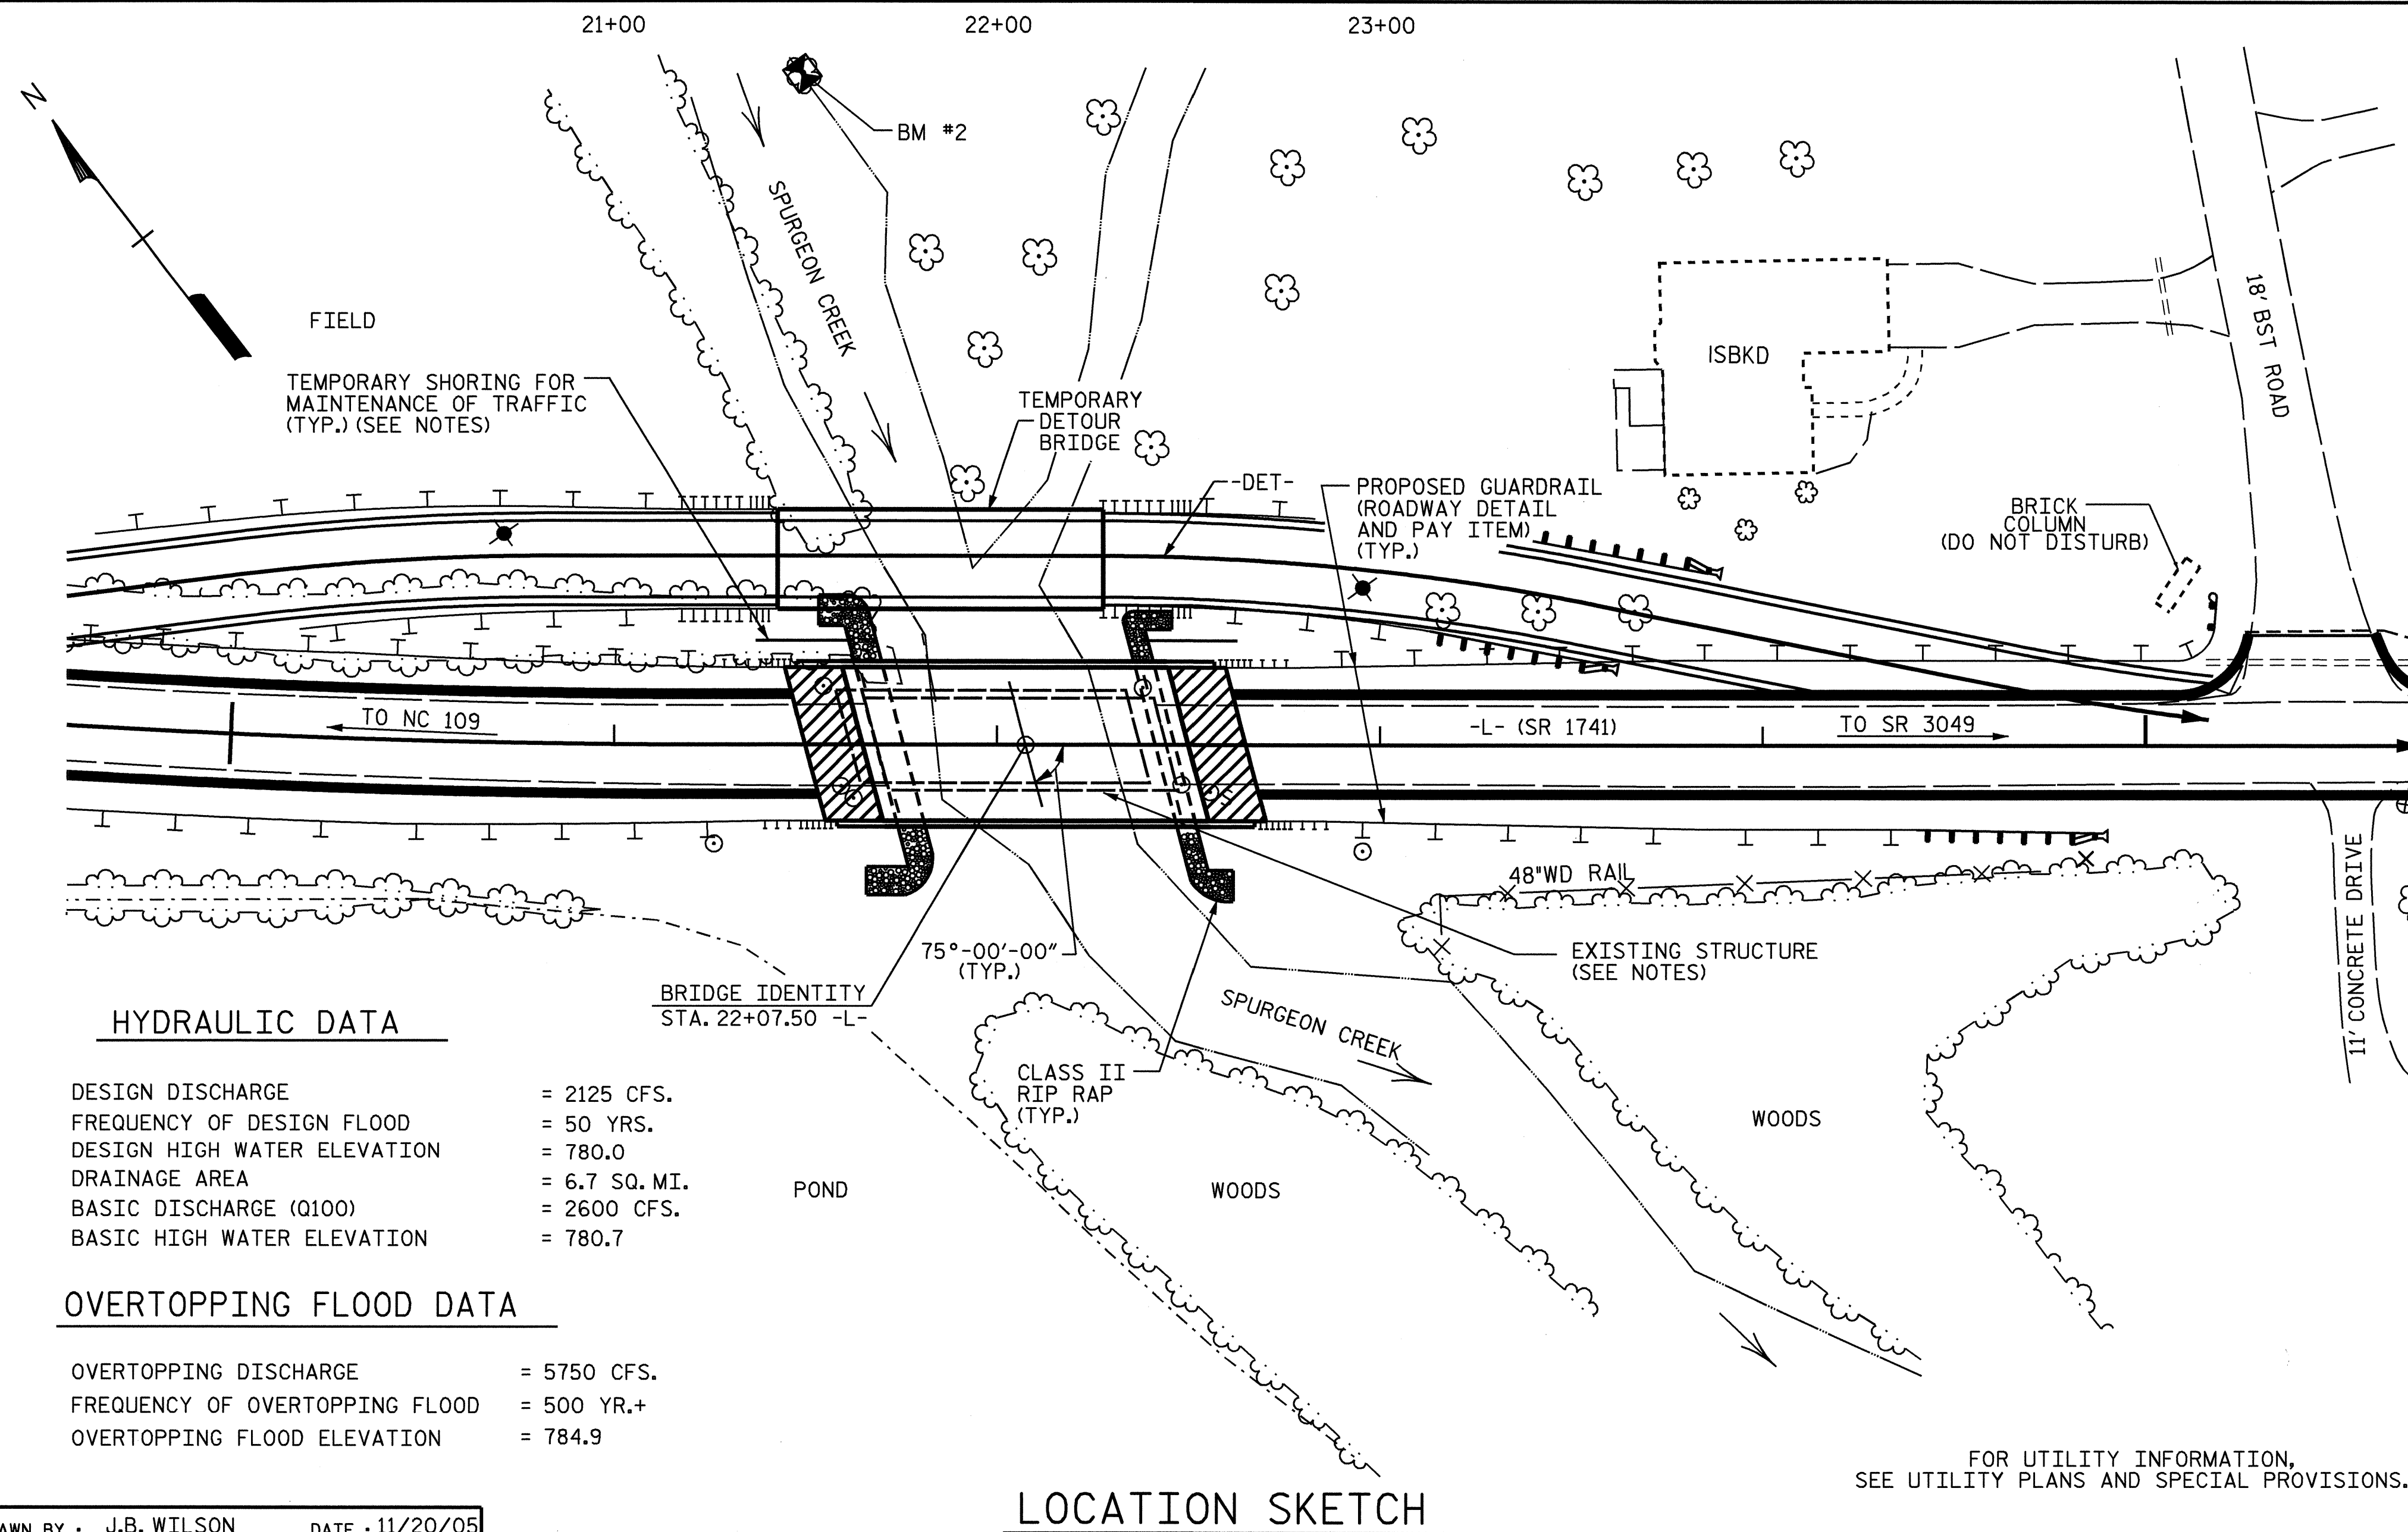 21+00 22+00 23+00
N
BM #2
SPURGEON CREEK
FIELD
TEMPORARY SHORING FOR
MAINTENANCE OF TRAFFIC
(TYP.) (SEE NOTES)
TEMPORARY
DETOUR
BRIDGE
-DET-
PROPOSED GUARDRAIL
(ROADWAY DETAIL
AND PAY ITEM)
(TYP.)
ISBKD
18' BST ROAD
BRICK
COLUMN
(DO NOT DISTURB)
TO NC 109
-L- (SR 1741)
TO SR 3049
S
48"WD RAIL
11' CONCRETE DRIVE
75°-00'-00"
(TYP.)
EXISTING STRUCTURE
(SEE NOTES)
BRIDGE IDENTITY
STA. 22+07.50 -L-
SPURGEON CREEK
CLASS II
RIP RAP
(TYP.)
POND
WOODS
WOODS
HYDRAULIC DATA
DESIGN DISCHARGE = 2125 CFS.
FREQUENCY OF DESIGN FLOOD = 50 YRS.
DESIGN HIGH WATER ELEVATION = 780.0
DRAINAGE AREA = 6.7 SQ. MI.
BASIC DISCHARGE (Q100) = 2600 CFS.
BASIC HIGH WATER ELEVATION = 780.7
OVERTOPPING FLOOD DATA
OVERTOPPING DISCHARGE = 5750 CFS.
FREQUENCY OF OVERTOPPING FLOOD = 500 YR.+
OVERTOPPING FLOOD ELEVATION = 784.9
FOR UTILITY INFORMATION,
SEE UTILITY PLANS AND SPECIAL PROVISIONS.
LOCATION SKETCH
AWN BY : J.B. WILSON DATE : 11/20/05